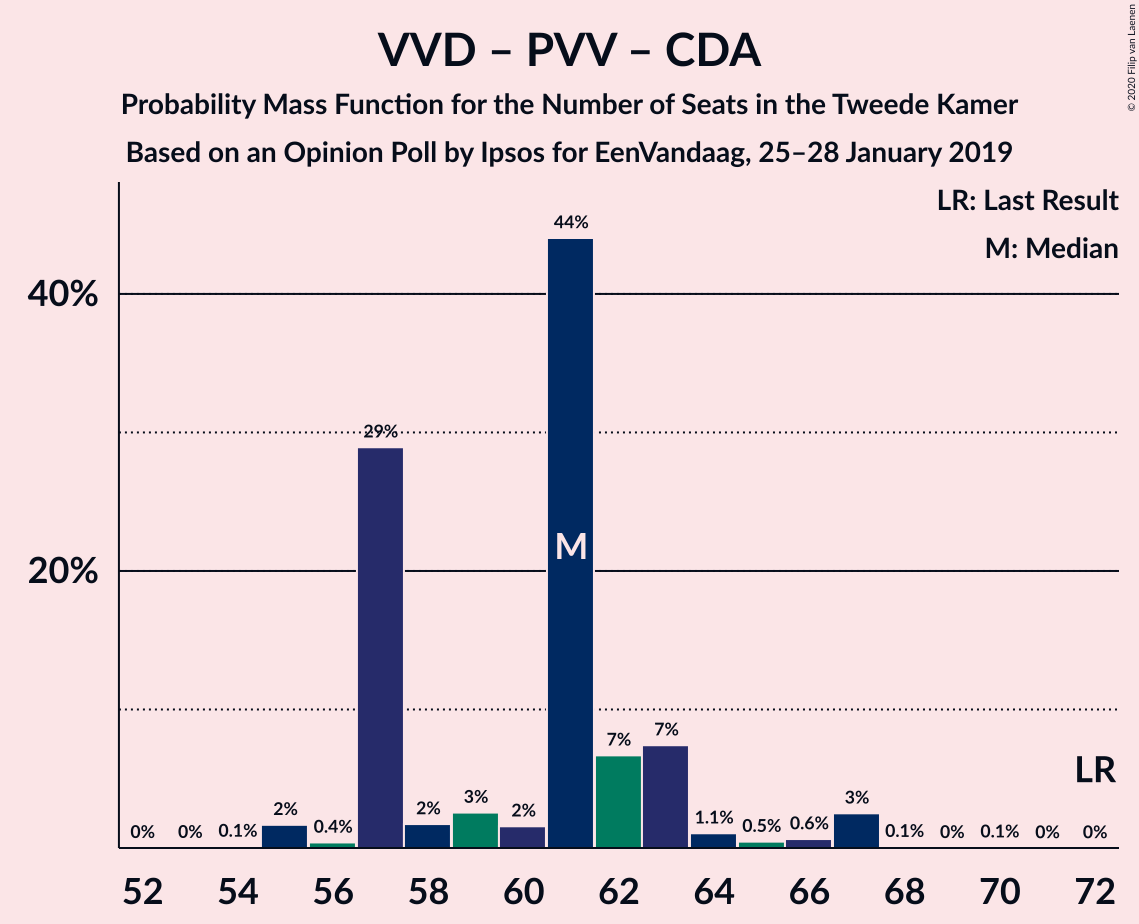 VVD – PVV – CDA
Probability Mass Function for the Number of Seats in the Tweede Kamer
Based on an Opinion Poll by Ipsos for EenVandaag, 25–28 January 2019
© 2020 Filip van Laenen
LR: Last Result
M: Median
40%
20%
0% 0% 0.1% 2% 0.4% 29% 2% 3% 2% 44% 7% 7% 1.1% 0.5% 0.6% 3% 0.1% 0% 0.1% 0% 0%
M
LR
52 54 56 58 60 62 64 66 68 70 72